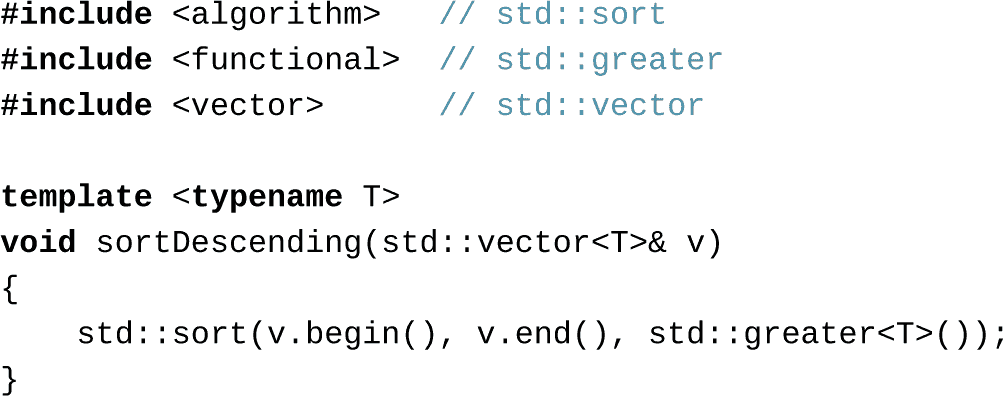 #include <algorithm>   // std::sort
#include <functional>  // std::greater
#include <vector>      // std::vector

template <typename T>
void sortDescending(std::vector<T>& v)
{
    std::sort(v.begin(), v.end(), std::greater<T>());
}